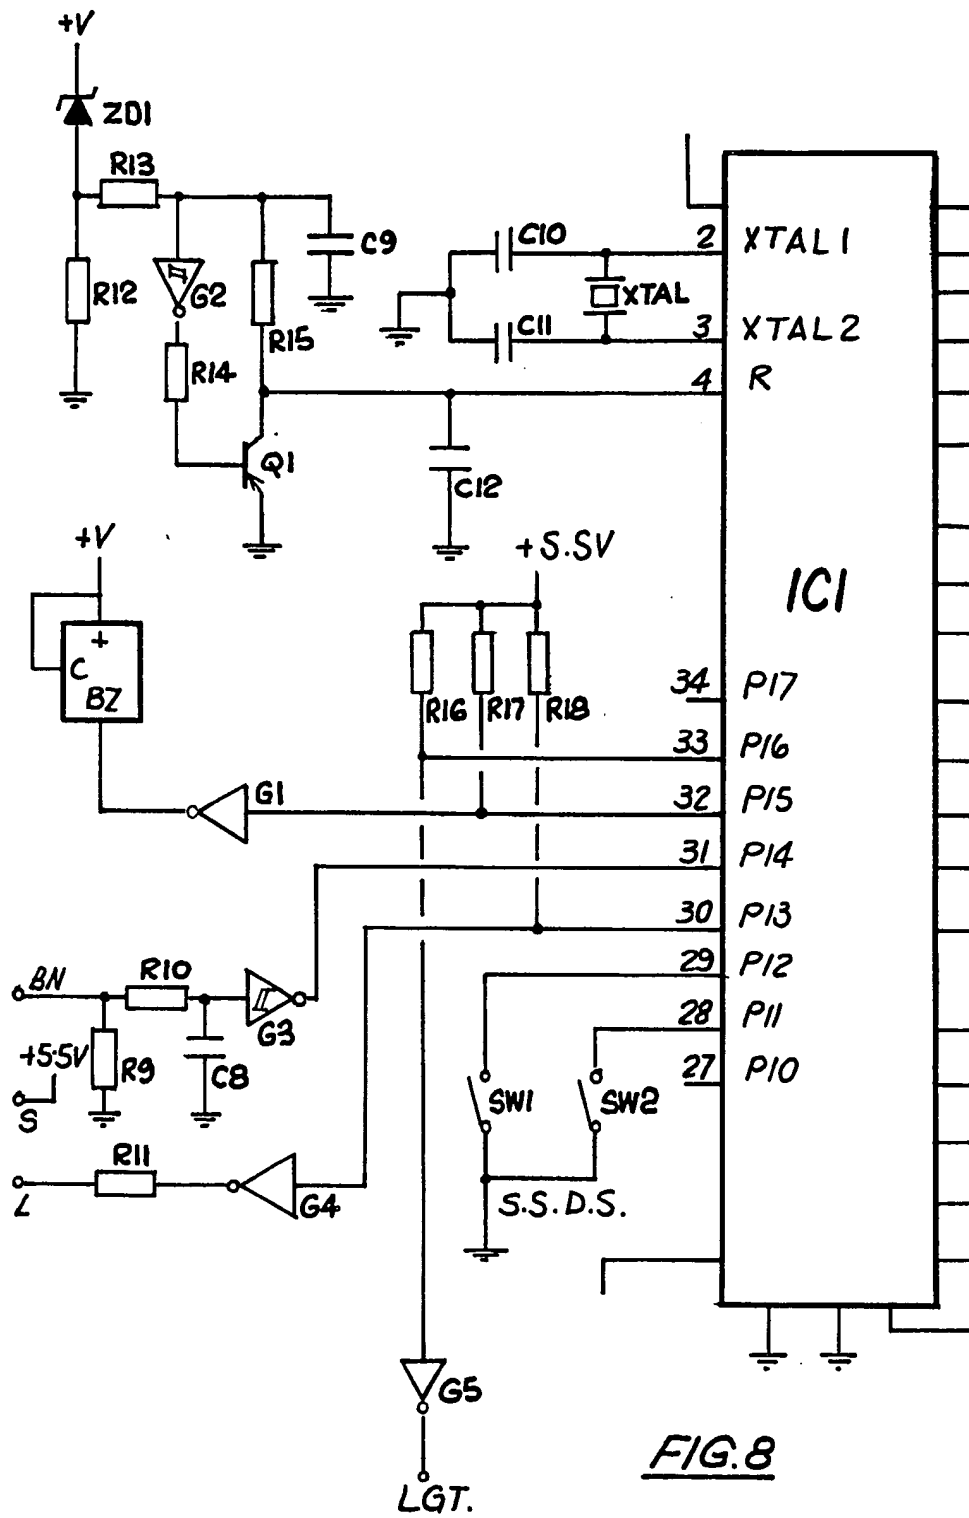 +V
ZD1
R13
C9
R12
G2
R15
R14
Q1
C12
C10
XTAL
C11
2 XTAL1
3 XTAL2
4 R
IC1
+V
+
C
BZ
G1
+5.5V
R16
R17
R18
34 P17
33 P16
32 P15
31 P14
30 P13
29 P12
28 P11
27 P10
BN
R10
G3
+5.5V
R9
C8
S
R11
L
G4
SW1
SW2
S.S. D.S.
G5
LGT.
FIG.8